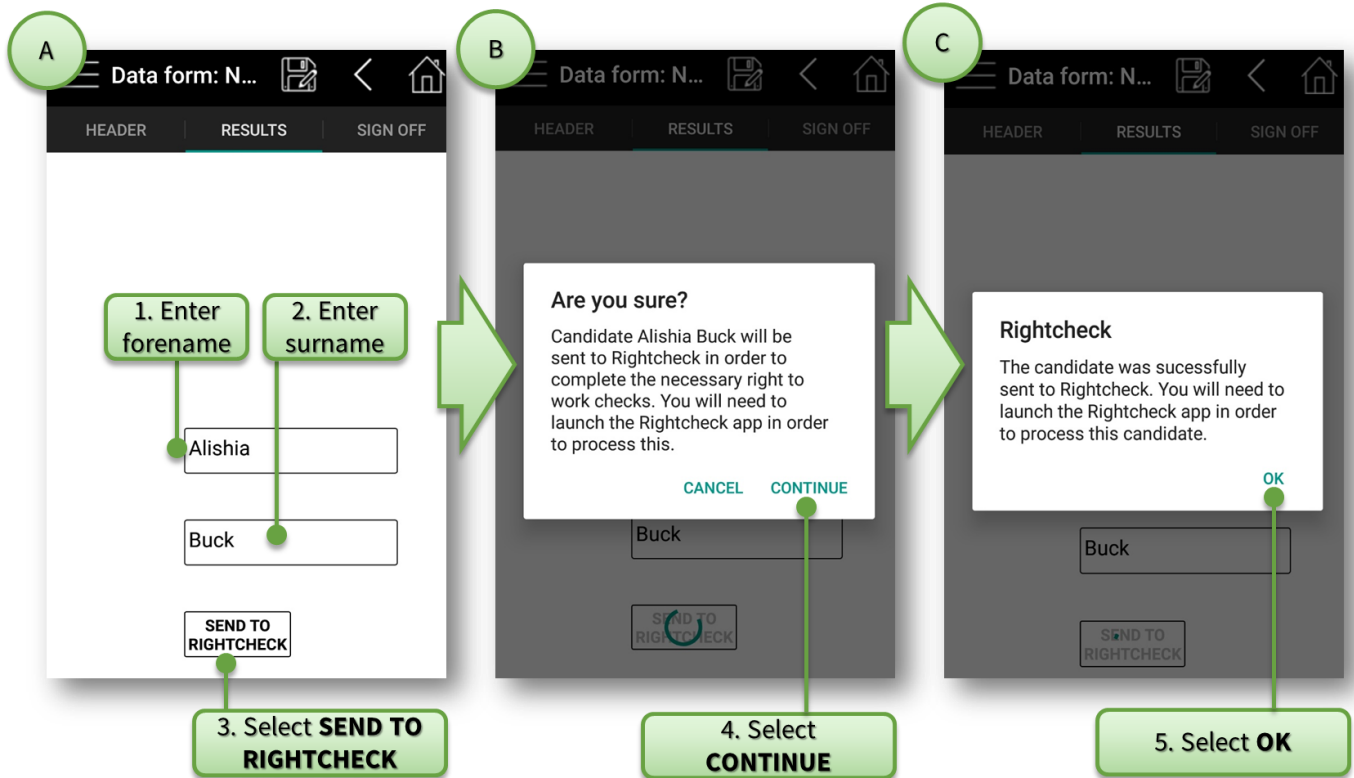 A
Data form: N...
HEADER
RESULTS
SIGN OFF
1. Enter
forename
2. Enter
surname
Alishia
Buck
SEND TO
RIGHTCHECK
3. Select SEND TO
RIGHTCHECK
B
Data form: N...
HEADER
RESULTS
SIGN OFF
Are you sure?
Candidate Alishia Buck will be
sent to Rightcheck in order to
complete the necessary right to
work checks. You will need to
launch the Rightcheck app in order
to process this.
CANCEL
CONTINUE
Buck
SEND TO
RIGHTCHECK
4. Select
CONTINUE
C
Data form: N...
HEADER
RESULTS
SIGN OFF
Rightcheck
The candidate was sucessfully
sent to Rightcheck. You will need to
launch the Rightcheck app in order
to process this candidate.
OK
Buck
SEND TO
RIGHTCHECK
5. Select OK